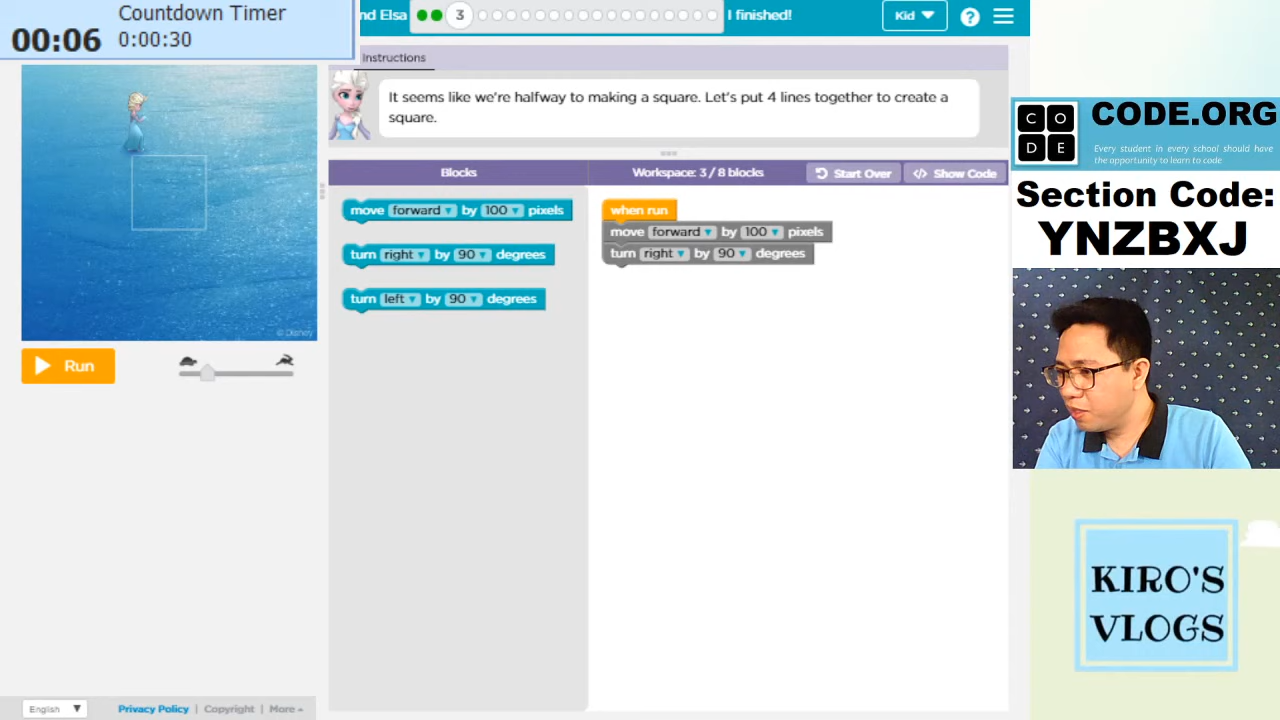 Countdown Timer
00:06
0:00:30
nd Elsa
3
I finished!
Kid
?
Instructions
It seems like we're halfway to making a square. Let's put 4 lines together to create a
square.
Blocks
Workspace: 3 / 8 blocks
Start Over
</> Show Code
move forward by 100 pixels
turn right by 90 degrees
turn left by 90 degrees
when run
move forward by 100 pixels
turn right by 90 degrees
© Disney
Run
English
Privacy Policy | Copyright | More
C O
D E
CODE.ORG
Every student in every school should have
the opportunity to learn to code
Section Code:
YNZBXJ
KIRO'S
VLOGS